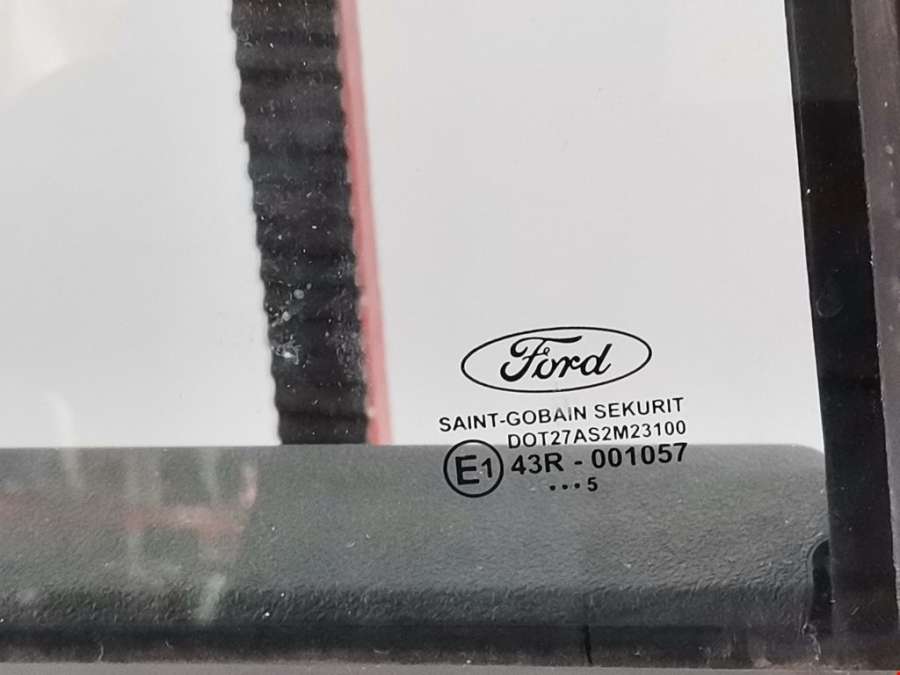 Ford
SAINT-GOBAIN SEKURIT
DOT27AS2M23100
E1 43R - 001057
•••5